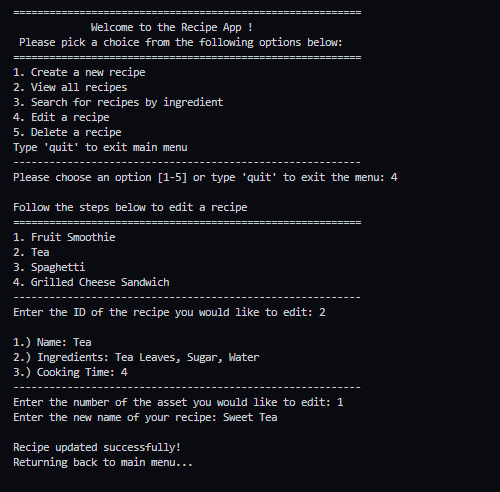 ==========================================================
Welcome to the Recipe App !
Please pick a choice from the following options below:
==========================================================
1. Create a new recipe
2. View all recipes
3. Search for recipes by ingredient
4. Edit a recipe
5. Delete a recipe
Type 'quit' to exit main menu
----------------------------------------------------------
Please choose an option [1-5] or type 'quit' to exit the menu: 4

Follow the steps below to edit a recipe
==========================================================
1. Fruit Smoothie
2. Tea
3. Spaghetti
4. Grilled Cheese Sandwich
----------------------------------------------------------
Enter the ID of the recipe you would like to edit: 2

1.) Name: Tea
2.) Ingredients: Tea Leaves, Sugar, Water
3.) Cooking Time: 4
----------------------------------------------------------
Enter the number of the asset you would like to edit: 1
Enter the new name of your recipe: Sweet Tea

Recipe updated successfully!
Returning back to main menu...